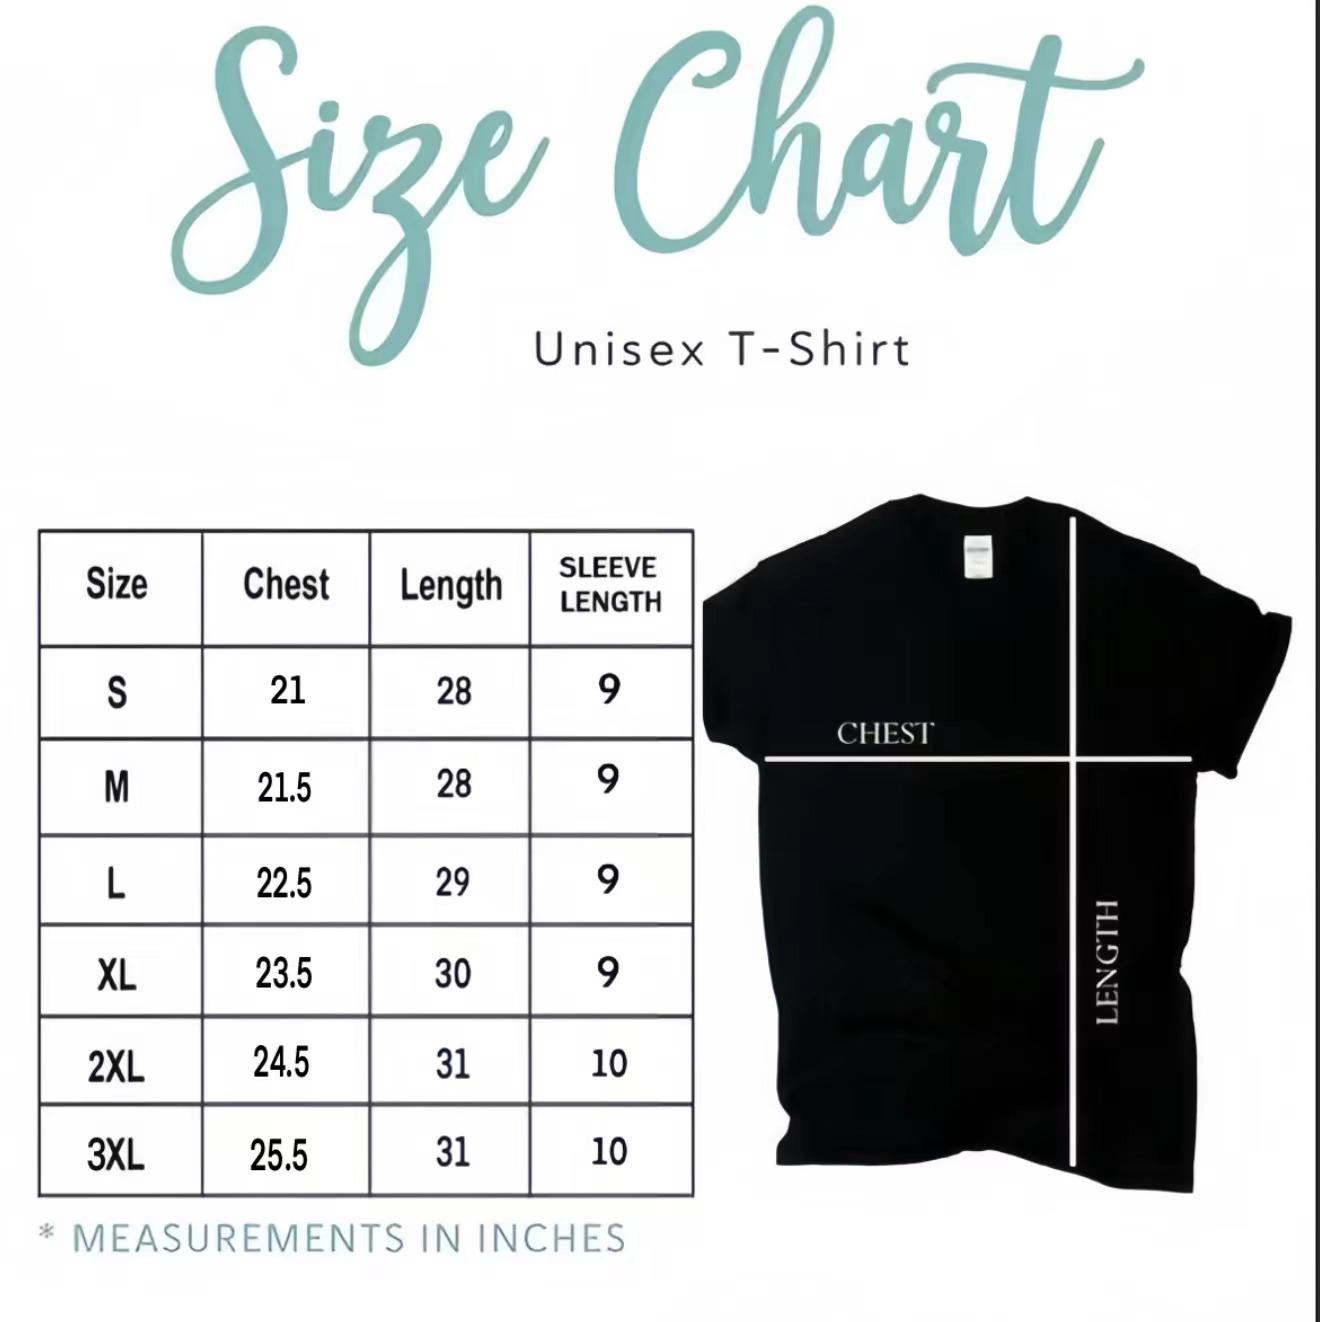 Size Chart
Unisex T-Shirt
Size Chest Length SLEEVE LENGTH
S 21 28 9
M 21.5 28 9
L 22.5 29 9
XL 23.5 30 9
2XL 24.5 31 10
3XL 25.5 31 10
* MEASUREMENTS IN INCHES
CHEST
LENGTH